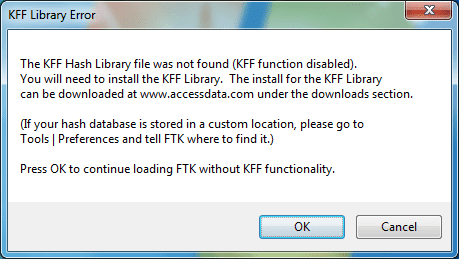 KFF Library Error
The KFF Hash Library file was not found (KFF function disabled).
You will need to install the KFF Library.  The install for the KFF Library
can be downloaded at www.accessdata.com under the downloads section.
(If your hash database is stored in a custom location, please go to
Tools | Preferences and tell FTK where to find it.)
Press OK to continue loading FTK without KFF functionality.
OK
Cancel